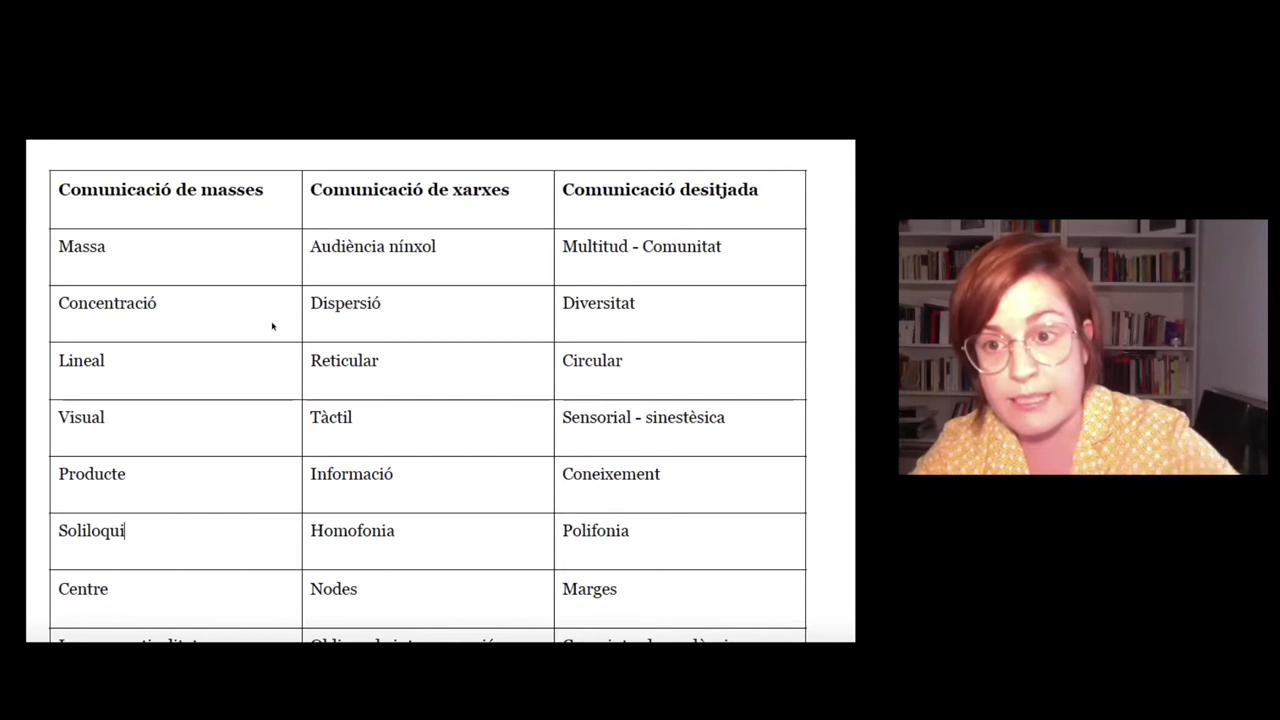 Comunicació de masses Comunicació de xarxes Comunicació desitjada
Massa Audiència nínxol Multitud - Comunitat
Concentració Dispersió Diversitat
Lineal Reticular Circular
Visual Tàctil Sensorial - sinestèsica
Producte Informació Coneixement
Soliloqui Homofonia Polifonia
Centre Nodes Marges